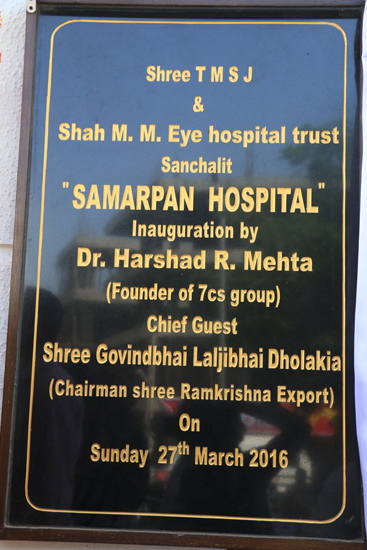 Shree T M S J
&
Shah M. M. Eye hospital trust
Sanchalit
"SAMARPAN HOSPITAL"
Inauguration by
Dr. Harshad R. Mehta
(Founder of 7cs group)
Chief Guest
Shree Govindbhai Laljibhai Dholakia
(Chairman shree Ramkrishna Export)
On
Sunday 27th March 2016